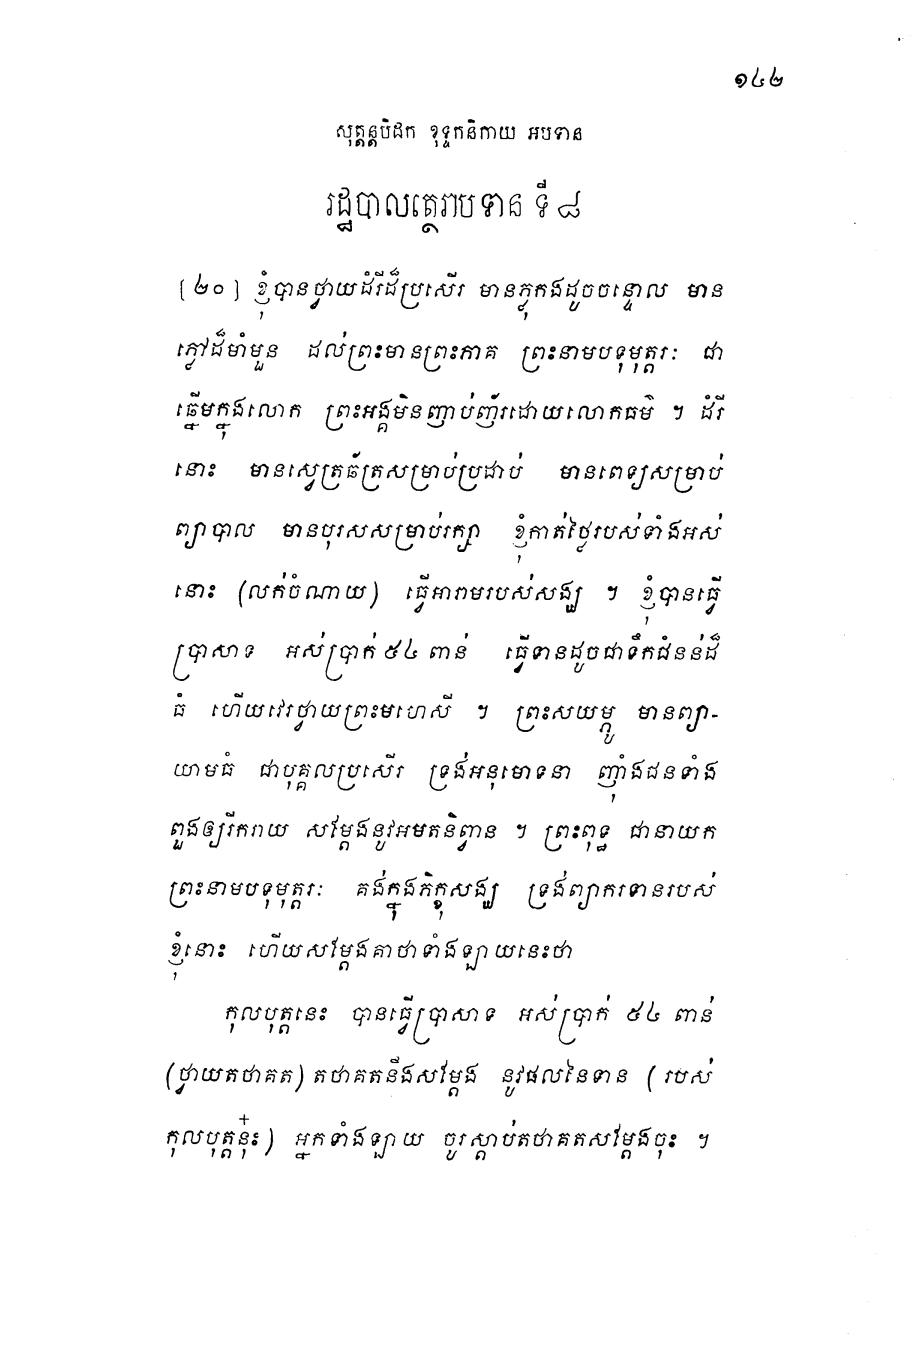 ១៤២
សុត្តន្តបិដក ខុទ្ទកនិកាយ អបទាន
រដ្ឋបាលត្ថេរាបទាន ទី ៨
[២០] ខ្ញុំបានថ្វាយដំរីដ៏ប្រសើរ មានភ្លុកងដូចចន្ទោល មាន
ភ្លៅដ៏មាំមួន ដល់ព្រះមានព្រះភាគ ព្រះនាមបទុមុត្តរៈ ជា
ធ្នើមក្នុងលោក ព្រះអង្គមិនញាប់ញ័រដោយលោកធម៌ ។ ដំរី
នោះ មានស្វេត្រច័ត្រសម្រាប់ប្រដាប់ មានពេទ្យសម្រាប់
ព្យាបាល មានបុរសសម្រាប់រក្សា ខ្ញុំកាត់ថ្លៃរបស់ទាំងអស់
នោះ (លក់ចំណាយ) ធ្វើអារាមរបស់សង្ឃ ។ ខ្ញុំបានធ្វើ
ប្រាសាទ អស់ប្រាក់ ៥៤ ពាន់ ធ្វើទានដូចជាទឹកជំនន់ដ៏
ធំ ហើយវេរថ្វាយព្រះមហេសី ។ ព្រះសយម្ភូ មានព្យា-
យាមធំ ជាបុគ្គលប្រសើរ ទ្រង់អនុមោទនា ញ៉ាំងជនទាំង
ពួងឲ្យរីករាយ សម្តែងនូវអមតនិព្វាន ។ ព្រះពុទ្ធ ជានាយក
ព្រះនាមបទុមុត្តរៈ គង់ក្នុងភិក្ខុសង្ឃ ទ្រង់ព្យាករទានរបស់
ខ្ញុំនោះ ហើយសម្តែងគាថាទាំងឡាយនេះថា
កុលបុត្តនេះ បានធ្វើប្រាសាទ អស់ប្រាក់ ៥៤ ពាន់
(ថ្វាយតថាគត) តថាគតនឹងសម្តែង នូវផលនៃទាន (របស់
កុលបុត្តនុ៎ះ) អ្នកទាំងឡាយ ចូរស្តាប់តថាគតសម្តែងចុះ ។